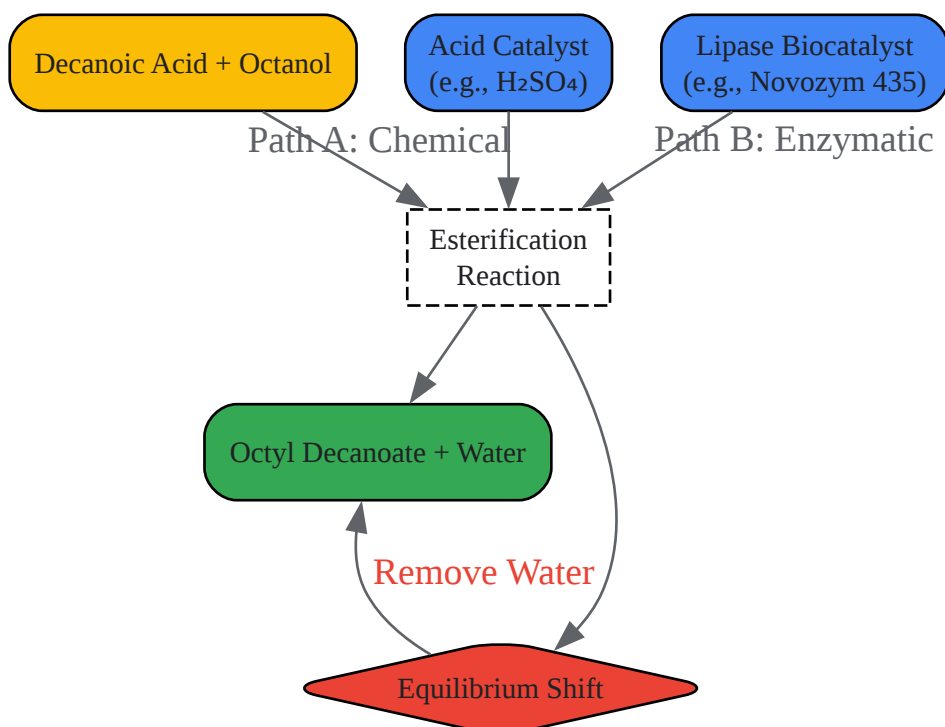 Decanoic Acid + Octanol
Acid Catalyst
(e.g., H₂SO₄)
Lipase Biocatalyst
(e.g., Novozym 435)
Path A: Chemical
Path B: Enzymatic
Esterification
Reaction
Octyl Decanoate + Water
Remove Water
Equilibrium Shift